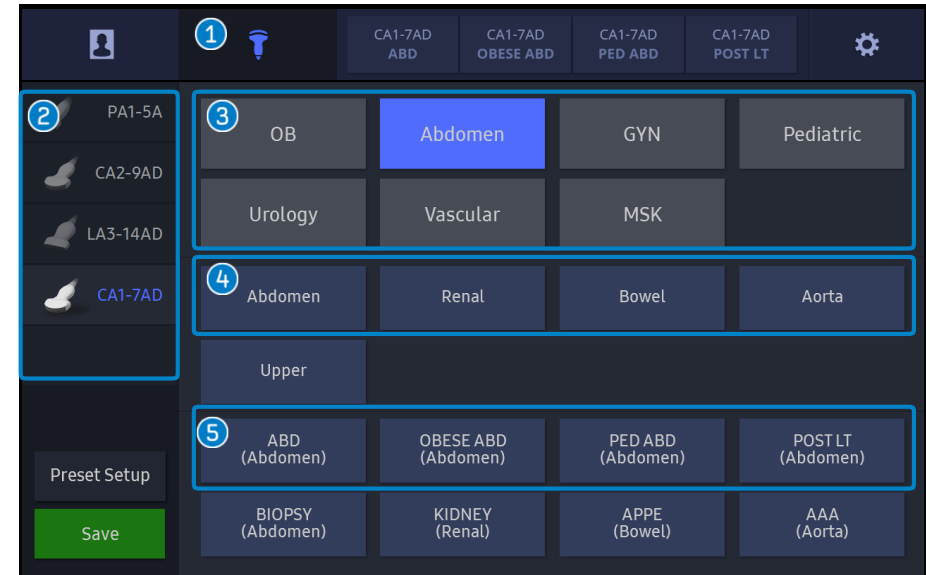 1
CA1-7AD CA1-7AD CA1-7AD CA1-7AD
ABD OBESE ABD PED ABD POST LT
2
PA1-5A
CA2-9AD
LA3-14AD
CA1-7AD
Preset Setup
Save
3
OB Abdomen GYN Pediatric
Urology Vascular MSK
4
Abdomen Renal Bowel Aorta
Upper
5
ABD OBESE ABD PED ABD POST LT
(Abdomen) (Abdomen) (Abdomen) (Abdomen)
BIOPSY KIDNEY APPE AAA
(Abdomen) (Renal) (Bowel) (Aorta)